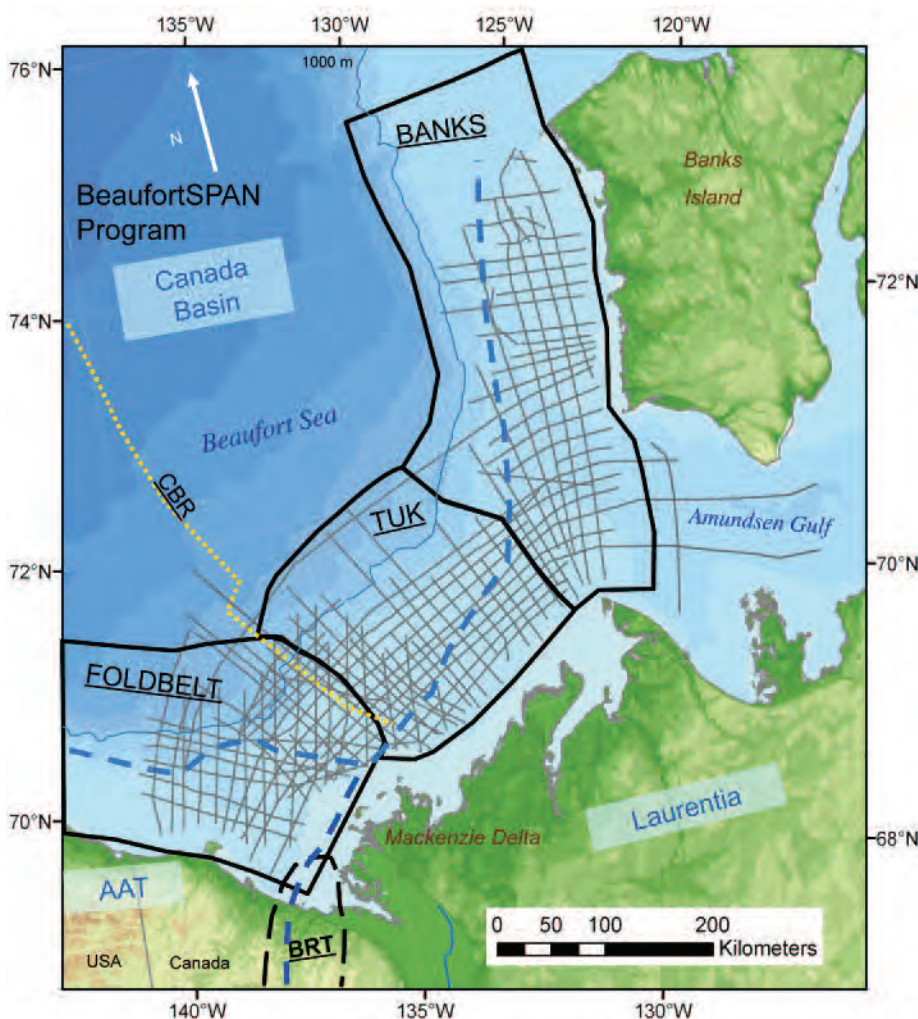 135°W 130°W 125°W 120°W
76°N
1000 m
BANKS
N
Banks
Island
BeaufortSPAN
Program
Canada
Basin
72°N
74°N
Beaufort Sea
CBR
TUK
Amundsen Gulf
72°N
70°N
FOLDBELT
Laurentia
70°N
Mackenzie Delta
68°N
AAT
0 25 50 100 200
Kilometers
BRT
USA Canada
140°W 135°W 130°W